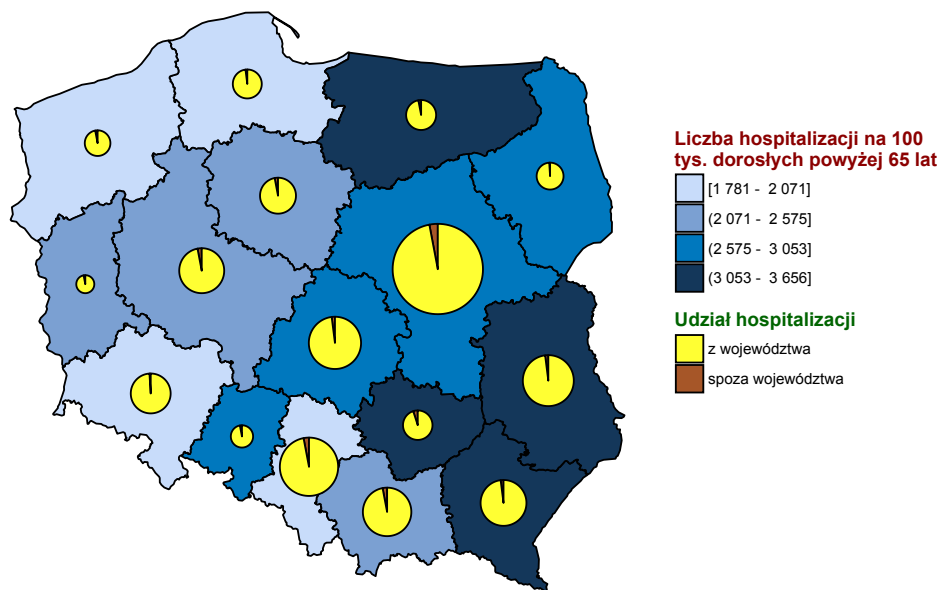 Liczba hospitalizacji na 100
tys. dorosłych powyżej 65 lat
[1 781 - 2 071]
(2 071 - 2 575]
(2 575 - 3 053]
(3 053 - 3 656]
Udział hospitalizacji
z województwa
spoza województwa